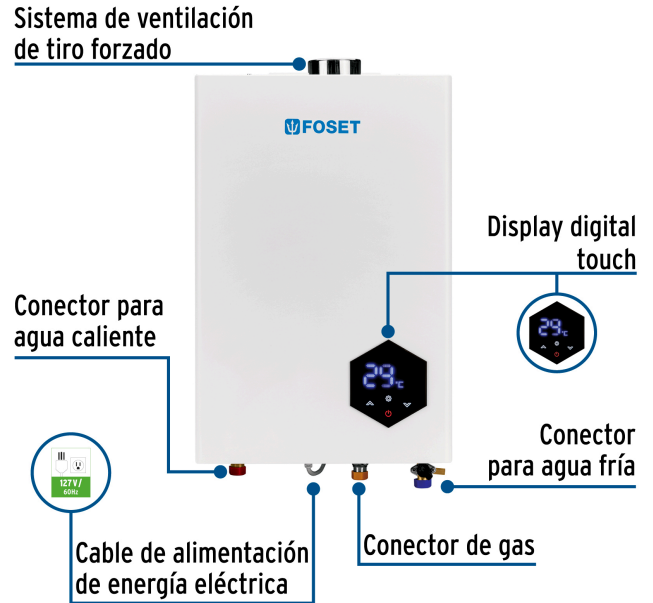 Sistema de ventilación
de tiro forzado
FOSET
Display digital
touch
29°C
Conector para
agua caliente
29°C
Conector
para agua fría
127 V/
60Hz
Cable de alimentación
de energía eléctrica
Conector de gas